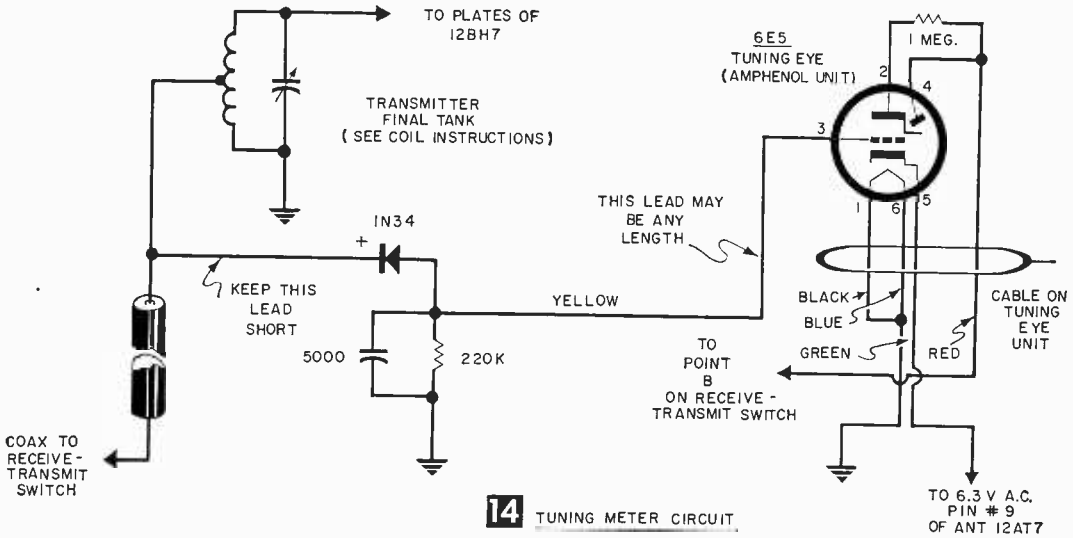 TO PLATES OF
12BH7
TRANSMITTER
FINAL TANK
( SEE COIL INSTRUCTIONS )
6E5
TUNING EYE
(AMPHENOL UNIT)
1 MEG.
2
4
3
1
6
5
THIS LEAD MAY
BE ANY
LENGTH
IN34
+
KEEP THIS
LEAD
SHORT
YELLOW
5000
220K
BLACK
BLUE
GREEN
RED
CABLE ON
TUNING
EYE
UNIT
TO
POINT
B
ON RECEIVE-
TRANSMIT SWITCH
COAX TO
RECEIVE-
TRANSMIT
SWITCH
TO 6.3 V A.C.
PIN # 9
OF ANT 12AT7
14 TUNING METER CIRCUIT